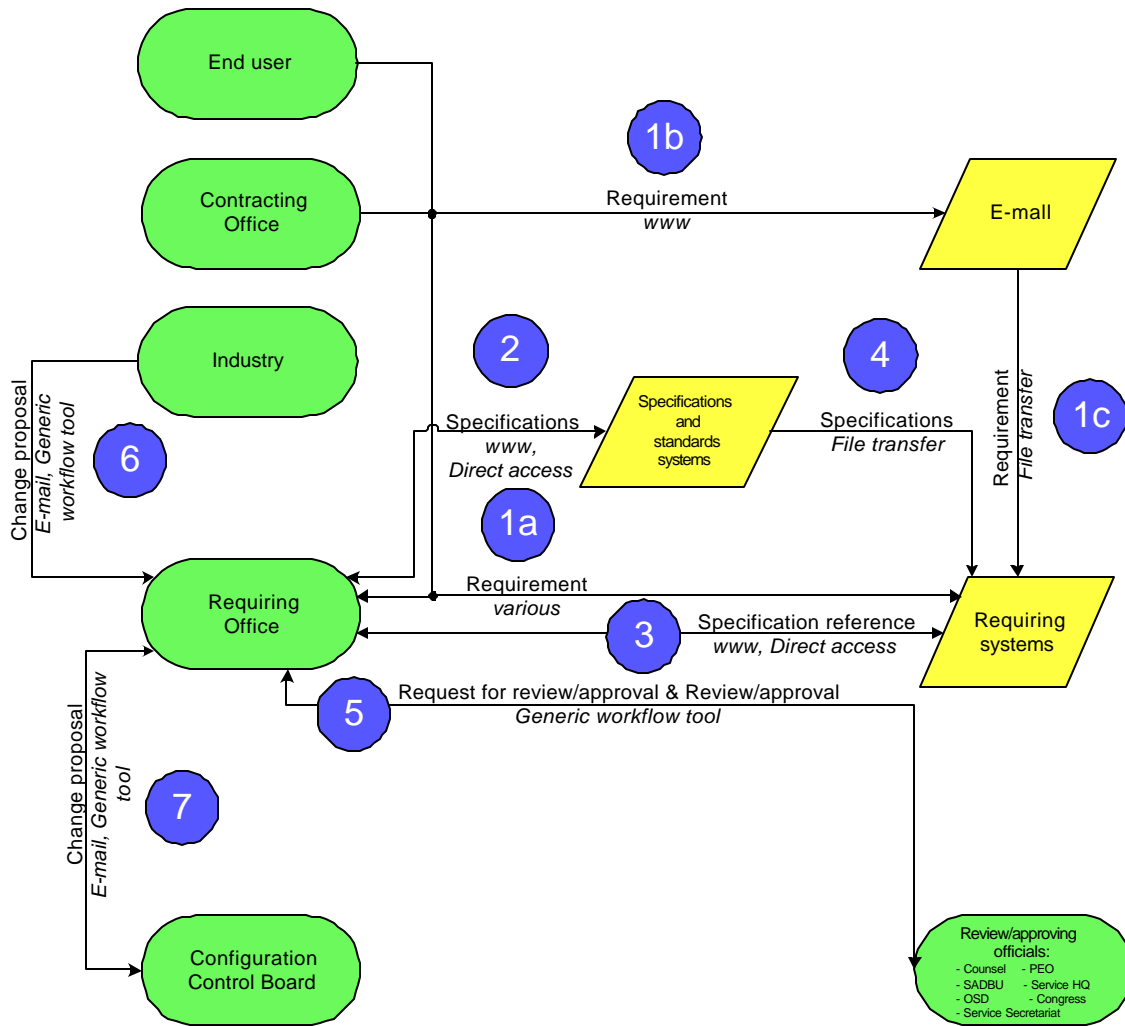 End user
1b
Contracting
Office
Requirement
www
E-mall
Industry
2
4
1c
Requirement
File transfer
Specifications
www,
Direct access
Specifications
and
standards
systems
Specifications
File transfer
Change proposal
E-mail, Generic
workflow tool
6
1a
Requiring
Office
Requirement
various
3
Specification reference
www, Direct access
Requiring
systems
5
Request for review/approval & Review/approval
Generic workflow tool
Change proposal
E-mail, Generic workflow
tool
7
Configuration
Control Board
Review/approving
officials:
- Counsel - PEO
- SADBU - Service HQ
- OSD - Congress
- Service Secretariat